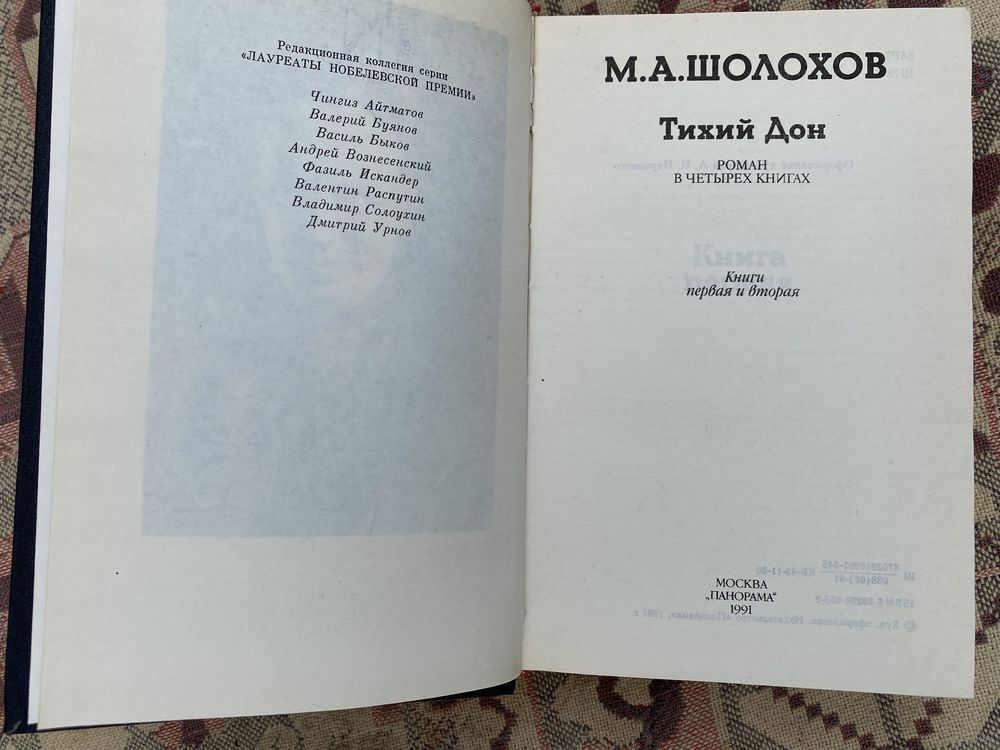 Редакционная коллегия серии
«ЛАУРЕАТЫ НОБЕЛЕВСКОЙ ПРЕМИИ»
Чингиз Айтматов
Валерий Буянов
Василь Быков
Андрей Вознесенский
Фазиль Искандер
Валентин Распутин
Владимир Солоухин
Дмитрий Урнов
М.А.ШОЛОХОВ
Тихий Дон
РОМАН
В ЧЕТЫРЕХ КНИГАХ
Книги
первая и вторая
МОСКВА
„ПАНОРАМА“
1991